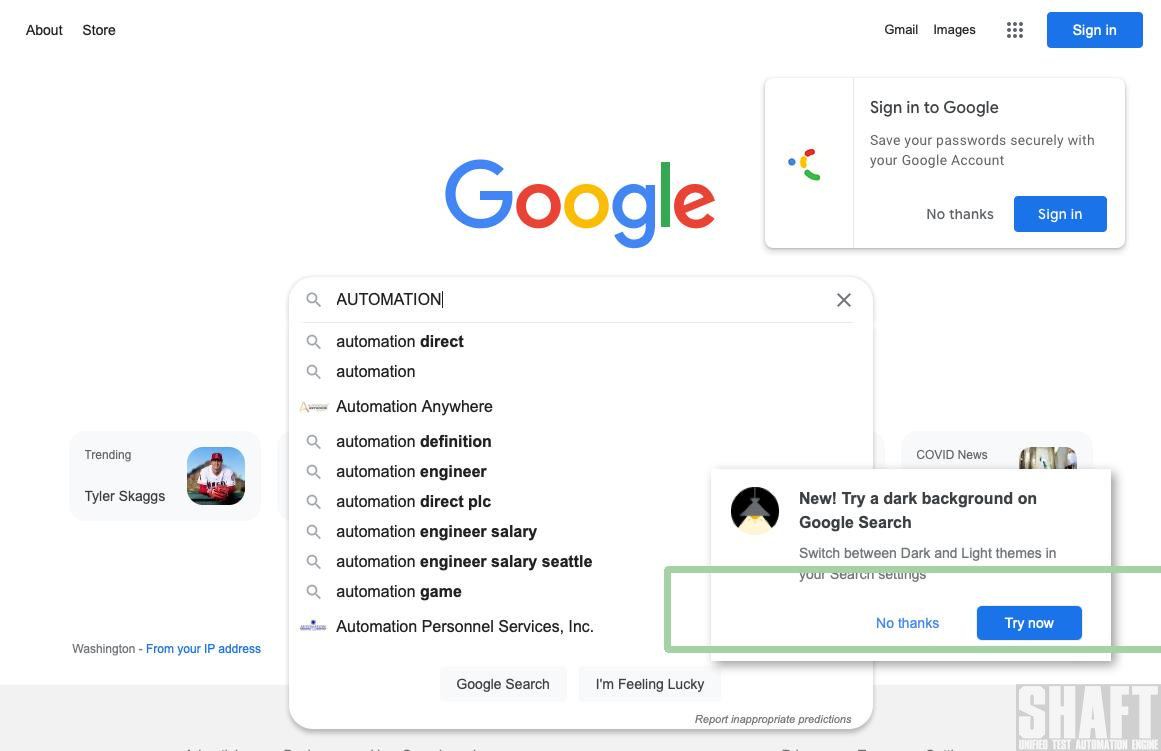 About Store
Gmail Images Sign in
Sign in to Google
Save your passwords securely with
your Google Account
No thanks Sign in
Google
AUTOMATION
automation direct
automation
Automation Anywhere
automation definition
automation engineer
automation direct plc
automation engineer salary
automation engineer salary seattle
automation game
Automation Personnel Services, Inc.
Google Search I'm Feeling Lucky
Report inappropriate predictions
Trending
Tyler Skaggs
COVID News
New! Try a dark background on
Google Search
Switch between Dark and Light themes in
your Search settings
No thanks Try now
Washington - From your IP address
SHAFT
UNIFIED TEST AUTOMATION ENGINE